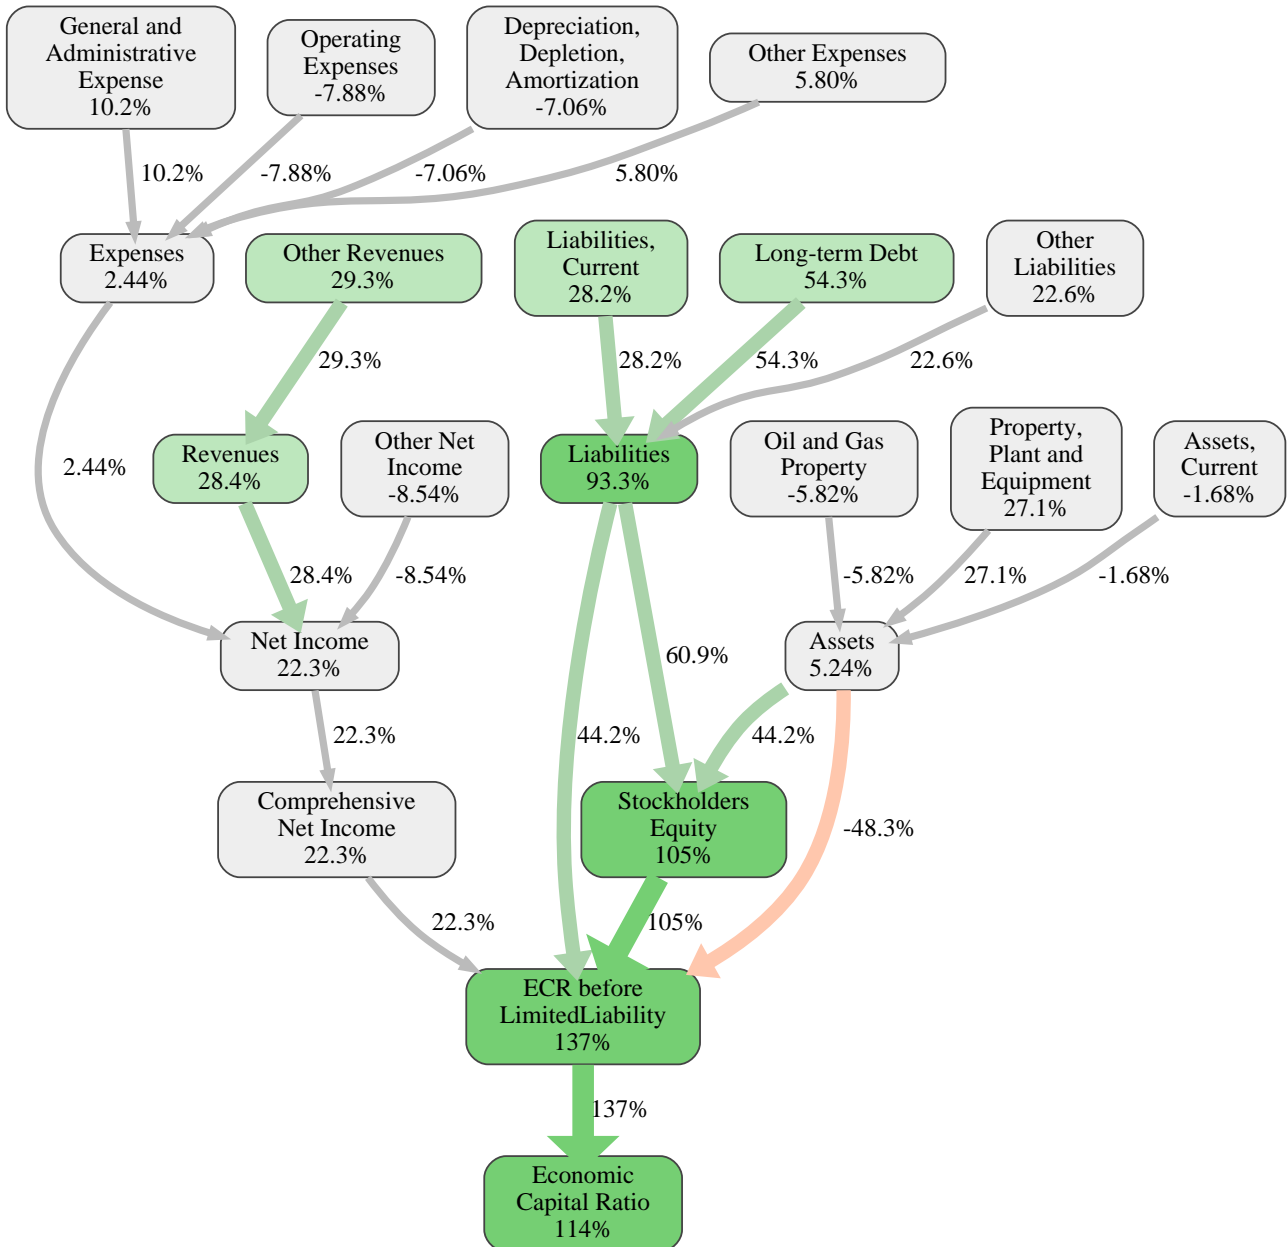 General and
Administrative
Expense
10.2%
Operating
Expenses
-7.88%
Depreciation,
Depletion,
Amortization
-7.06%
Other Expenses
5.80%
10.2%
-7.88%
-7.06%
5.80%
Expenses
2.44%
Other Revenues
29.3%
Liabilities,
Current
28.2%
Long-term Debt
54.3%
Other
Liabilities
22.6%
29.3%
28.2%
54.3%
22.6%
2.44%
Revenues
28.4%
Other Net
Income
-8.54%
Liabilities
93.3%
Oil and Gas
Property
-5.82%
Property,
Plant and
Equipment
27.1%
Assets,
Current
-1.68%
28.4%
-8.54%
-5.82%
27.1%
-1.68%
Net Income
22.3%
60.9%
Assets
5.24%
22.3%
44.2%
44.2%
Comprehensive
Net Income
22.3%
Stockholders
Equity
105%
-48.3%
22.3%
105%
ECR before
LimitedLiability
137%
137%
Economic
Capital Ratio
114%